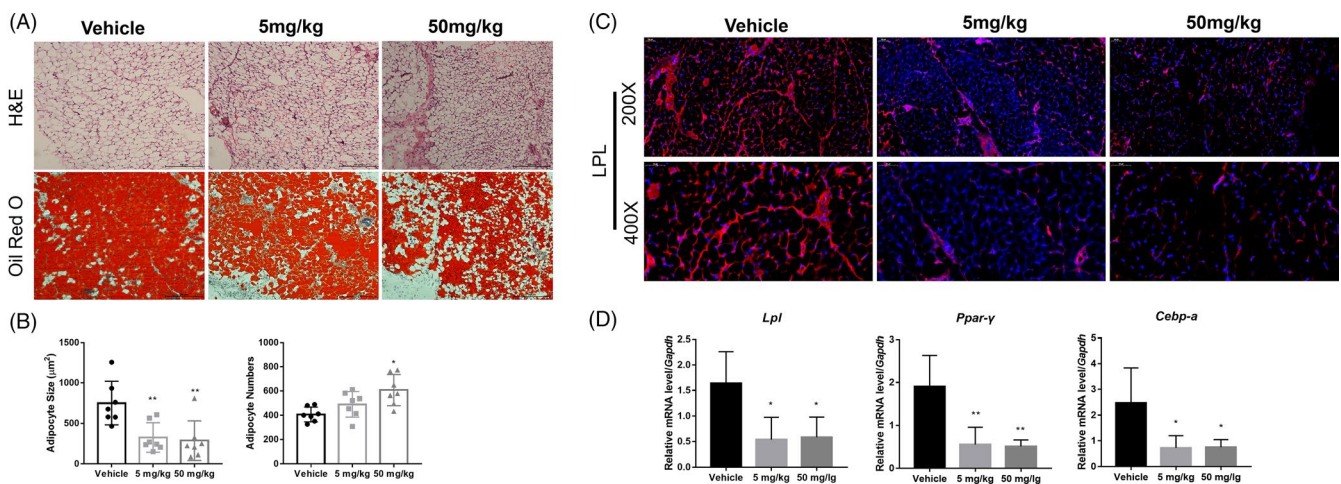 (A)
Vehicle
5mg/kg
50mg/kg
H&E
Oil Red O
(B)
Adipocyte Size (μm²)
1500
1000
500
0
**
**
Vehicle
5 mg/kg
50 mg/kg
Adipocyte Numbers
1000
800
600
400
200
0
*
Vehicle
5 mg/kg
50 mg/kg
(C)
Vehicle
5mg/kg
50mg/kg
LPL
200X
400X
(D)
Lpl
Relative mRNA level/Gapdh
2.5
2.0
1.5
1.0
0.5
0.0
*
*
Vehicle
5 mg/kg
50 mg/lg
Ppar-γ
Relative mRNA level/Gapdh
3
2
1
0
**
**
Vehicle
5 mg/kg
50 mg/lg
Cebp-a
Relative mRNA level/Gapdh
5
4
3
2
1
0
*
*
Vehicle
5 mg/kg
50 mg/lg